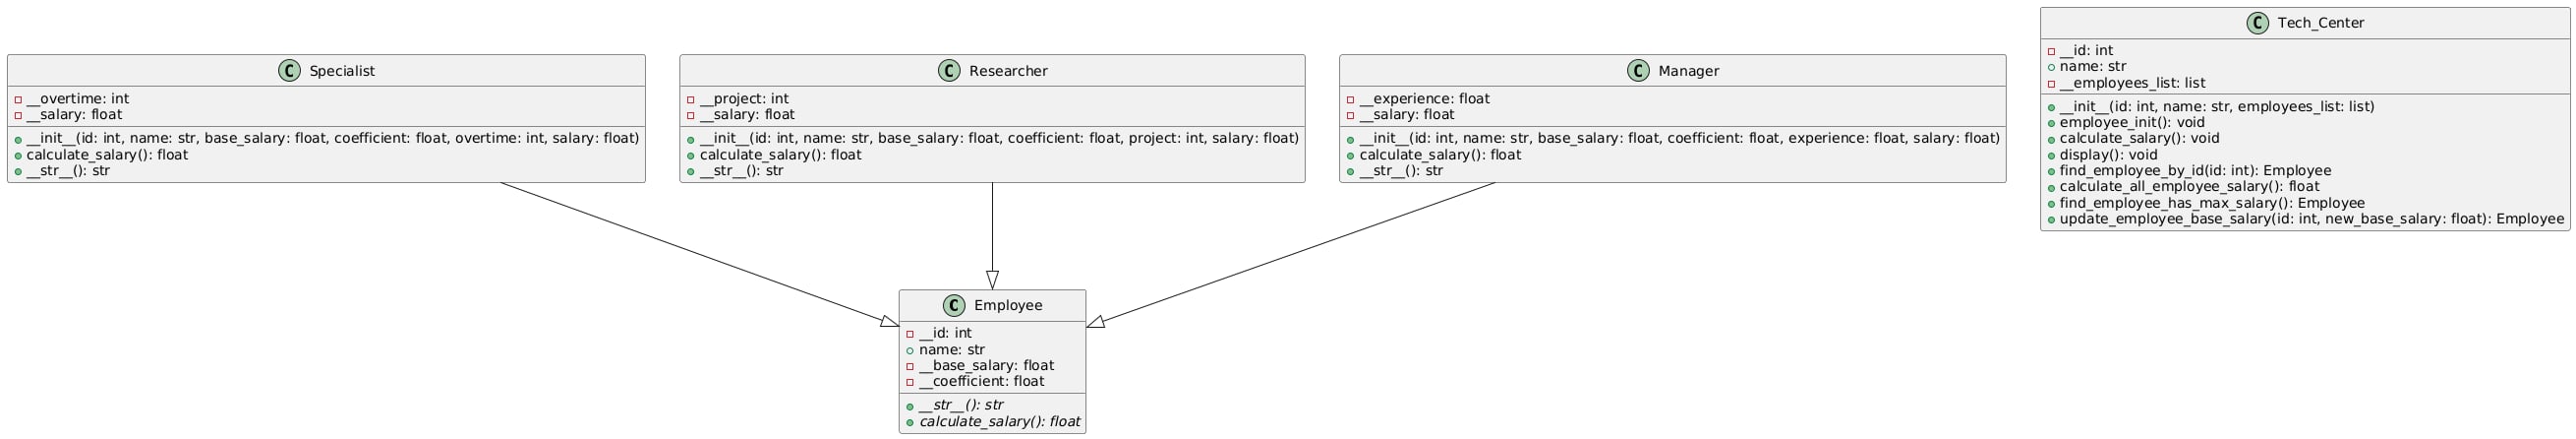 Specialist
__overtime: int
__salary: float
__init__(id: int, name: str, base_salary: float, coefficient: float, overtime: int, salary: float)
calculate_salary(): float
__str__(): str
Researcher
__project: int
__salary: float
__init__(id: int, name: str, base_salary: float, coefficient: float, project: int, salary: float)
calculate_salary(): float
__str__(): str
Manager
__experience: float
__salary: float
__init__(id: int, name: str, base_salary: float, coefficient: float, experience: float, salary: float)
calculate_salary(): float
__str__(): str
Tech_Center
__id: int
name: str
__employees_list: list
__init__(id: int, name: str, employees_list: list)
employee_init(): void
calculate_salary(): void
display(): void
find_employee_by_id(id: int): Employee
calculate_all_employee_salary(): float
find_employee_has_max_salary(): Employee
update_employee_base_salary(id: int, new_base_salary: float): Employee
Employee
__id: int
name: str
__base_salary: float
__coefficient: float
__str__(): str
calculate_salary(): float